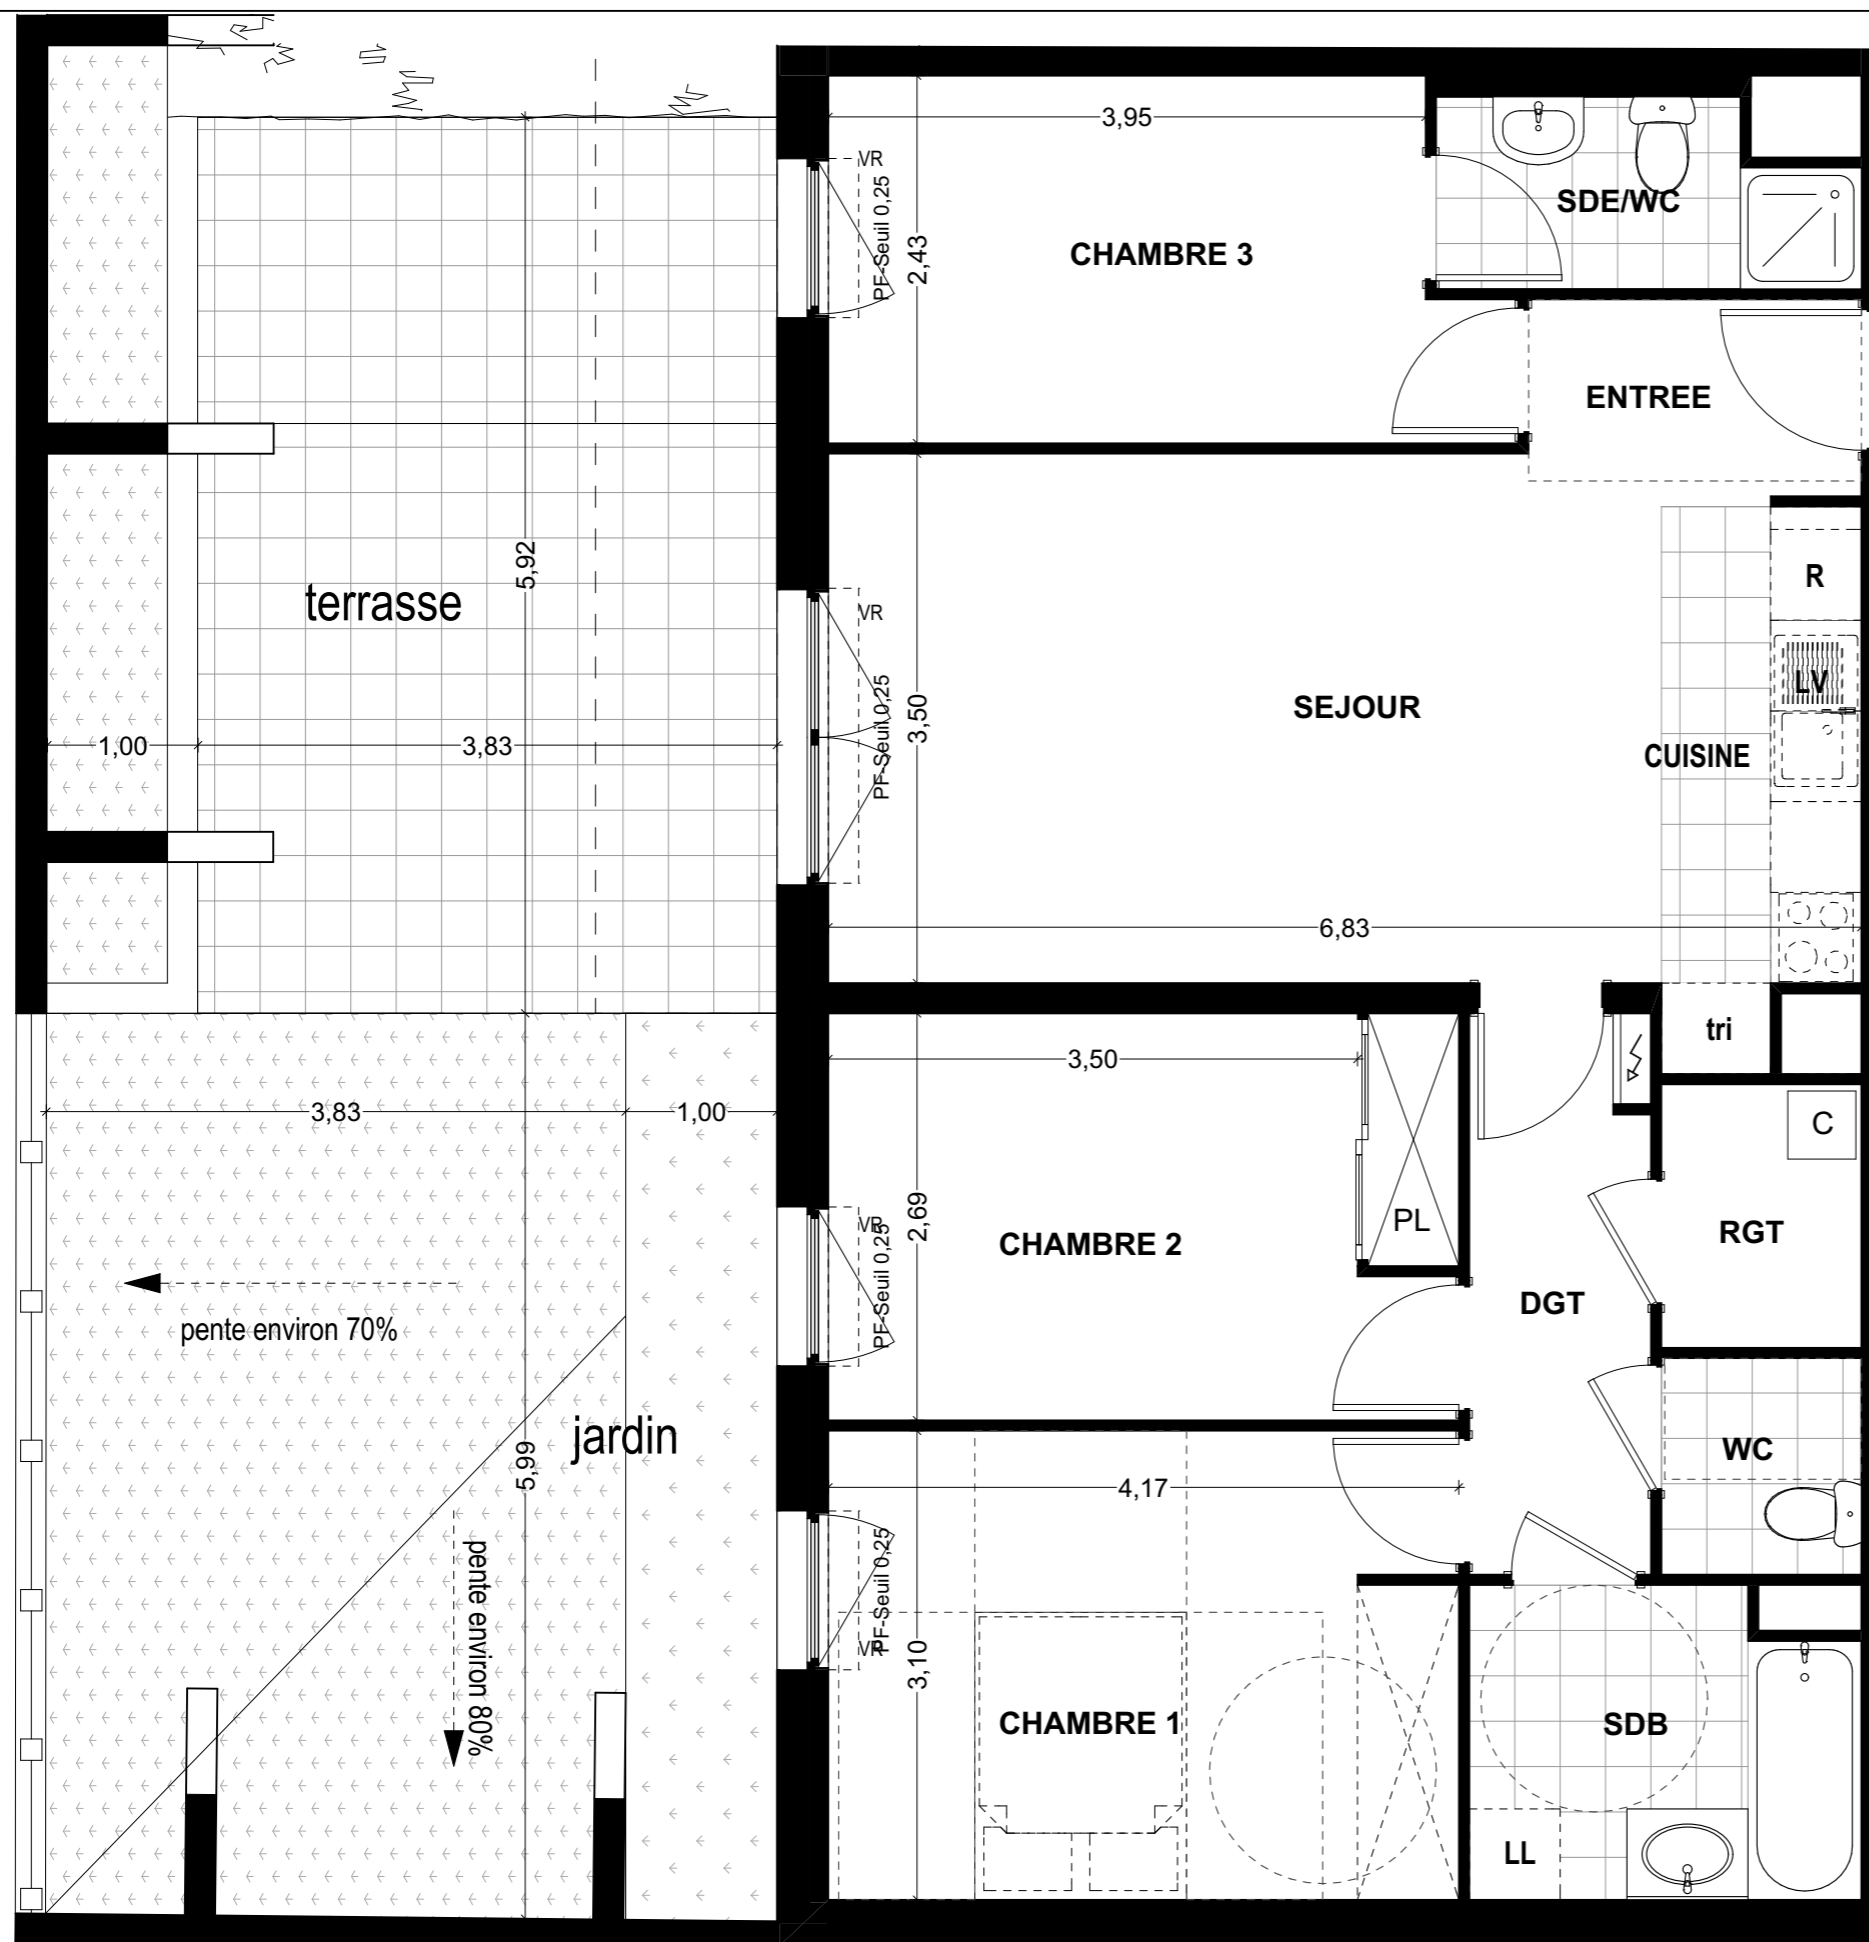 3,95
VR
PF-Seuil 0,25
2,43
CHAMBRE 3
SDE/WC
ENTREE
5,92
terrasse
VR
PF-Seuil 0,25
3,50
SEJOUR
R
LV
CUISINE
1,00
3,83
6,83
tri
3,50
3,83
1,00
C
VR
PF-Seuil 0,25
2,69
CHAMBRE 2
PL
RGT
DGT
pente environ 70%
jardin
5,99
WC
4,17
PF-Seuil 0,25
VR
pente environ 80%
3,10
CHAMBRE 1
SDB
LL